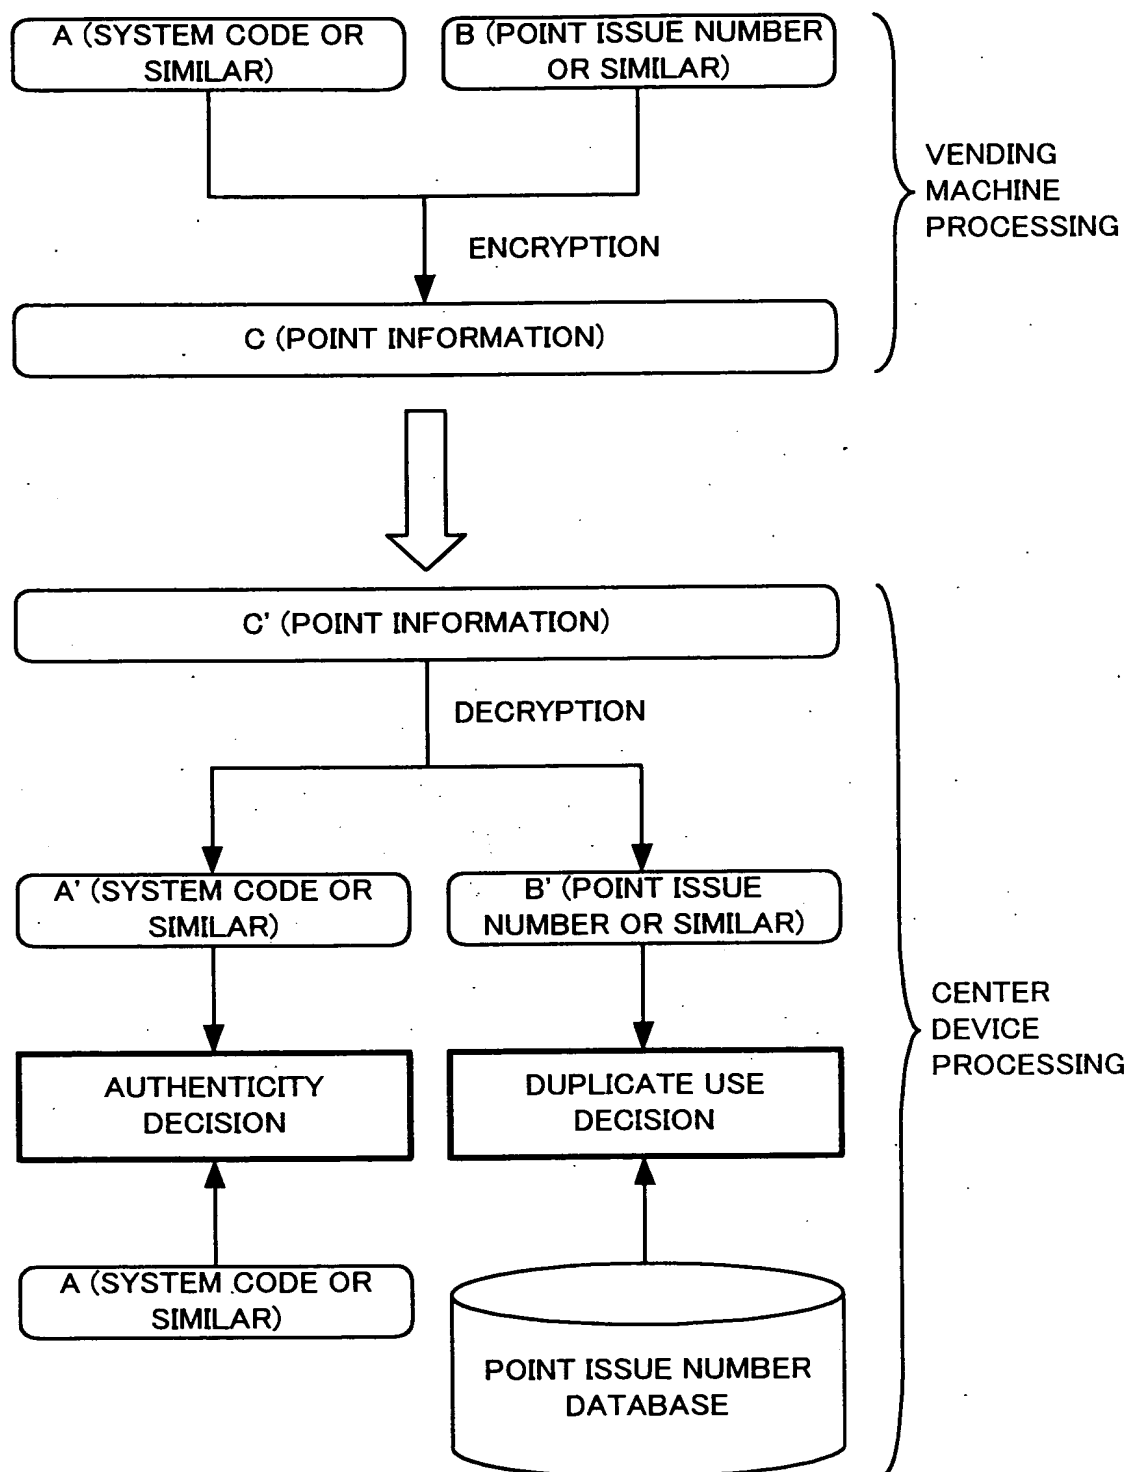 A (SYSTEM CODE OR
SIMILAR)
B (POINT ISSUE NUMBER
OR SIMILAR)
VENDING
MACHINE
PROCESSING
ENCRYPTION
C (POINT INFORMATION)
C' (POINT INFORMATION)
DECRYPTION
A' (SYSTEM CODE OR
SIMILAR)
B' (POINT ISSUE
NUMBER OR SIMILAR)
CENTER
DEVICE
PROCESSING
AUTHENTICITY
DECISION
DUPLICATE USE
DECISION
A (SYSTEM CODE OR
SIMILAR)
POINT ISSUE NUMBER
DATABASE